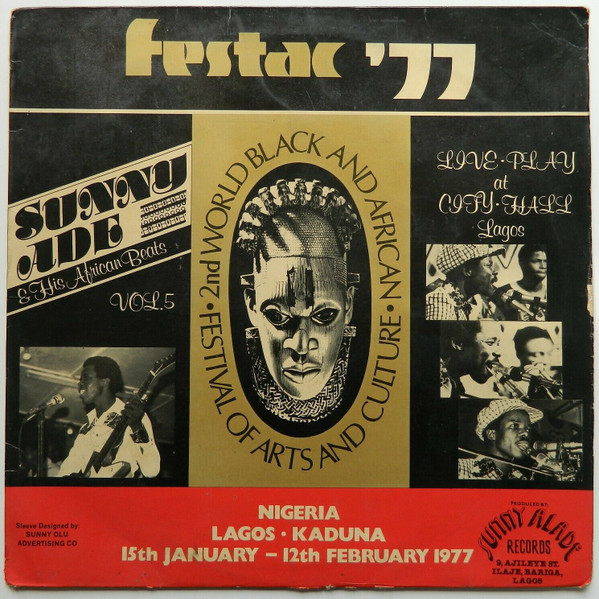 Festac '77
SUNNY
ADE
& His African Beats
VOL.5
2nd WORLD BLACK AND AFRICAN • FESTIVAL OF ARTS AND CULTURE •
LIVE·PLAY
at
CITY·HALL
Lagos
NIGERIA
LAGOS · KADUNA
15th JANUARY – 12th FEBRUARY 1977
Sleeve Designed by:
SUNNY OLU
ADVERTISING CO
PRODUCED BY:
SUNNY ALADE
RECORDS
9, AJILEYE ST.
ILAJE, BARIGA,
LAGOS